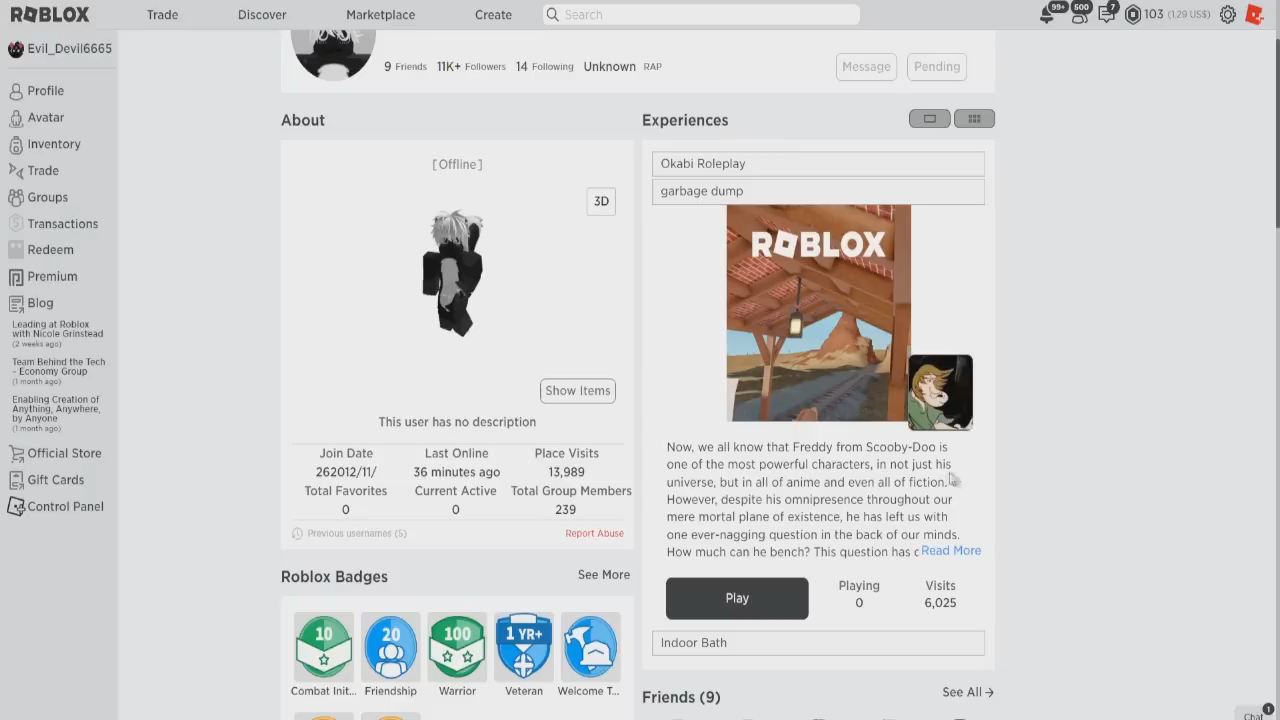 ROBLOX
Trade
Discover
Marketplace
Create
Search
99+
500
7
103 (1.29 US$)
Evil_Devil6665
Profile
Avatar
Inventory
Trade
Groups
Transactions
Redeem
Premium
Blog
Leading at Roblox
with Nicole Grinstead
(2 weeks ago)
Team Behind the Tech
- Economy Group
(1 month ago)
Enabling Creation of
Anything, Anywhere,
by Anyone
(1 month ago)
Official Store
Gift Cards
Control Panel
9 Friends 11K+ Followers 14 Following Unknown RAP
Message
Pending
About
[Offline]
3D
Show Items
This user has no description
Join Date Last Online Place Visits
262012/11/ 36 minutes ago 13,989
Total Favorites Current Active Total Group Members
0 0 239
Previous usernames (5)
Report Abuse
Roblox Badges
See More
10
20
100
1 YR+
Combat Init... Friendship Warrior Veteran Welcome T...
Experiences
Okabi Roleplay
garbage dump
ROBLOX
Now, we all know that Freddy from Scooby-Doo is
one of the most powerful characters, in not just his
universe, but in all of anime and even all of fiction.
However, despite his omnipresence throughout our
mere mortal plane of existence, he has left us with
one ever-nagging question in the back of our minds.
How much can he bench? This question has c Read More
Play
Playing Visits
0 6,025
Indoor Bath
Friends (9)
See All →
Chat
1